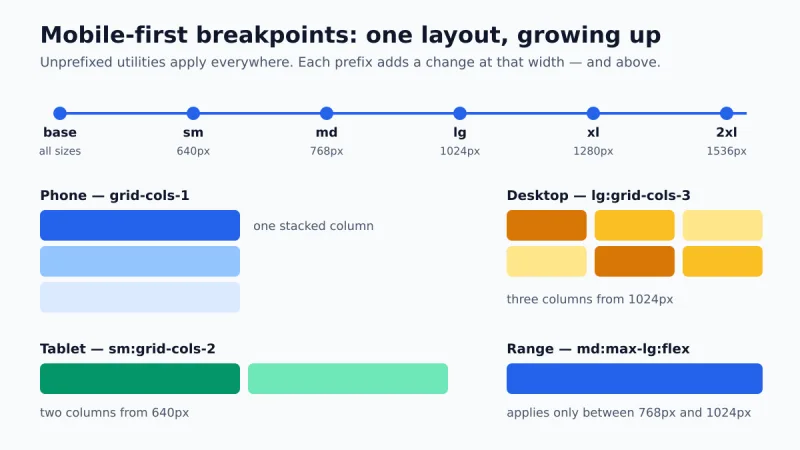 Mobile-first breakpoints: one layout, growing up
Unprefixed utilities apply everywhere. Each prefix adds a change at that width — and above.
base sm md lg xl 2xl
all sizes 640px 768px 1024px 1280px 1536px
Phone — grid-cols-1
one stacked column
Desktop — lg:grid-cols-3
three columns from 1024px
Tablet — sm:grid-cols-2
two columns from 640px
Range — md:max-lg:flex
applies only between 768px and 1024px